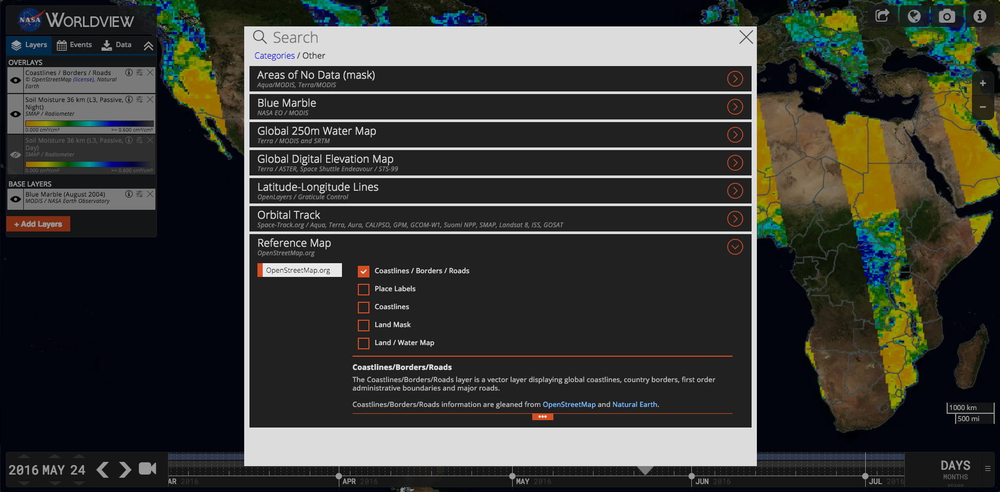 NASA WORLDVIEW
Layers Events Data
OVERLAYS
Coastlines / Borders / Roads
© OpenStreetMap (license), Natural
Earth
Soil Moisture 36 km (L3, Passive,
Night)
SMAP / Radiometer
0.000 cm³/cm³ >= 0.600 cm³/cm³
Soil Moisture 36 km (L3, Passive,
Day)
SMAP / Radiometer
0.000 cm³/cm³ >= 0.600 cm³/cm³
BASE LAYERS
Blue Marble (August 2004)
MODIS / NASA Earth Observatory
+ Add Layers
Search
Categories / Other
Areas of No Data (mask)
Aqua/MODIS, Terra/MODIS
Blue Marble
NASA EO / MODIS
Global 250m Water Map
Terra / MODIS and SRTM
Global Digital Elevation Map
Terra / ASTER, Space Shuttle Endeavour / STS-99
Latitude-Longitude Lines
OpenLayers / Graticule Control
Orbital Track
Space-Track.org / Aqua, Terra, Aura, CALIPSO, GPM, GCOM-W1, Suomi NPP, SMAP, Landsat 8, ISS, GOSAT
Reference Map
OpenStreetMap.org
OpenStreetMap.org
Coastlines / Borders / Roads
Place Labels
Coastlines
Land Mask
Land / Water Map
Coastlines/Borders/Roads
The Coastlines/Borders/Roads layer is a vector layer displaying global coastlines, country borders, first order
administrative boundaries and major roads.
Coastlines/Borders/Roads information are gleaned from OpenStreetMap and Natural Earth.
1000 km
500 mi
2016 MAY 24
AR 2016 APR 2016 MAY 2016 JUN 2016 JUL 2016
DAYS
MONTHS
YEARS